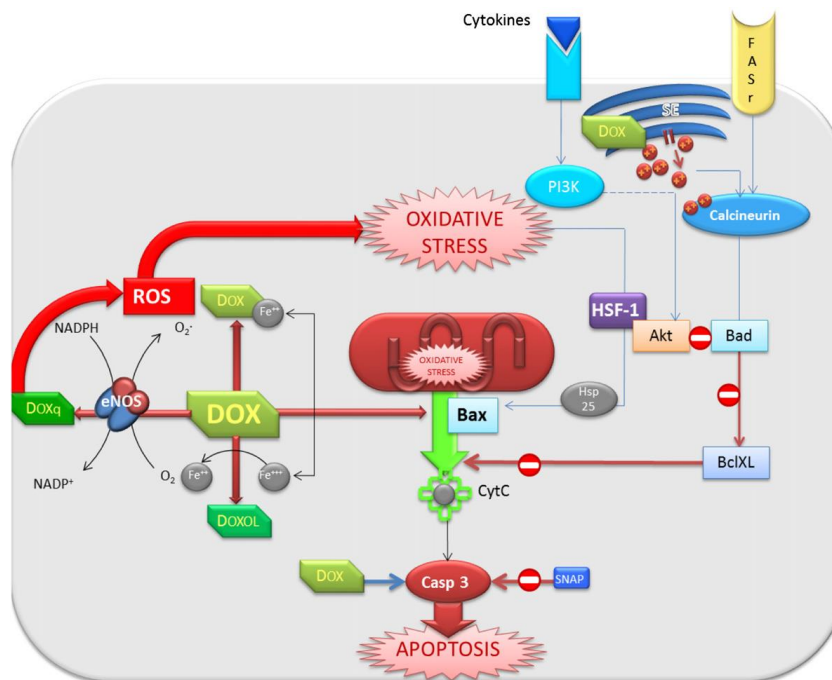 Cytokines
F
A
S
r
SE
DOX
PI3K
Calcineurin
OXIDATIVE
STRESS
ROS
DOX
Fe++
HSF-1
Akt
Bad
NADPH
O2·
OXIDATIVE
STRESS
Hsp
25
DOXq
eNOS
DOX
Bax
BclXL
NADP+
O2
Fe++
Fe+++
CytC
DOXOL
DOX
Casp 3
SNAP
APOPTOSIS